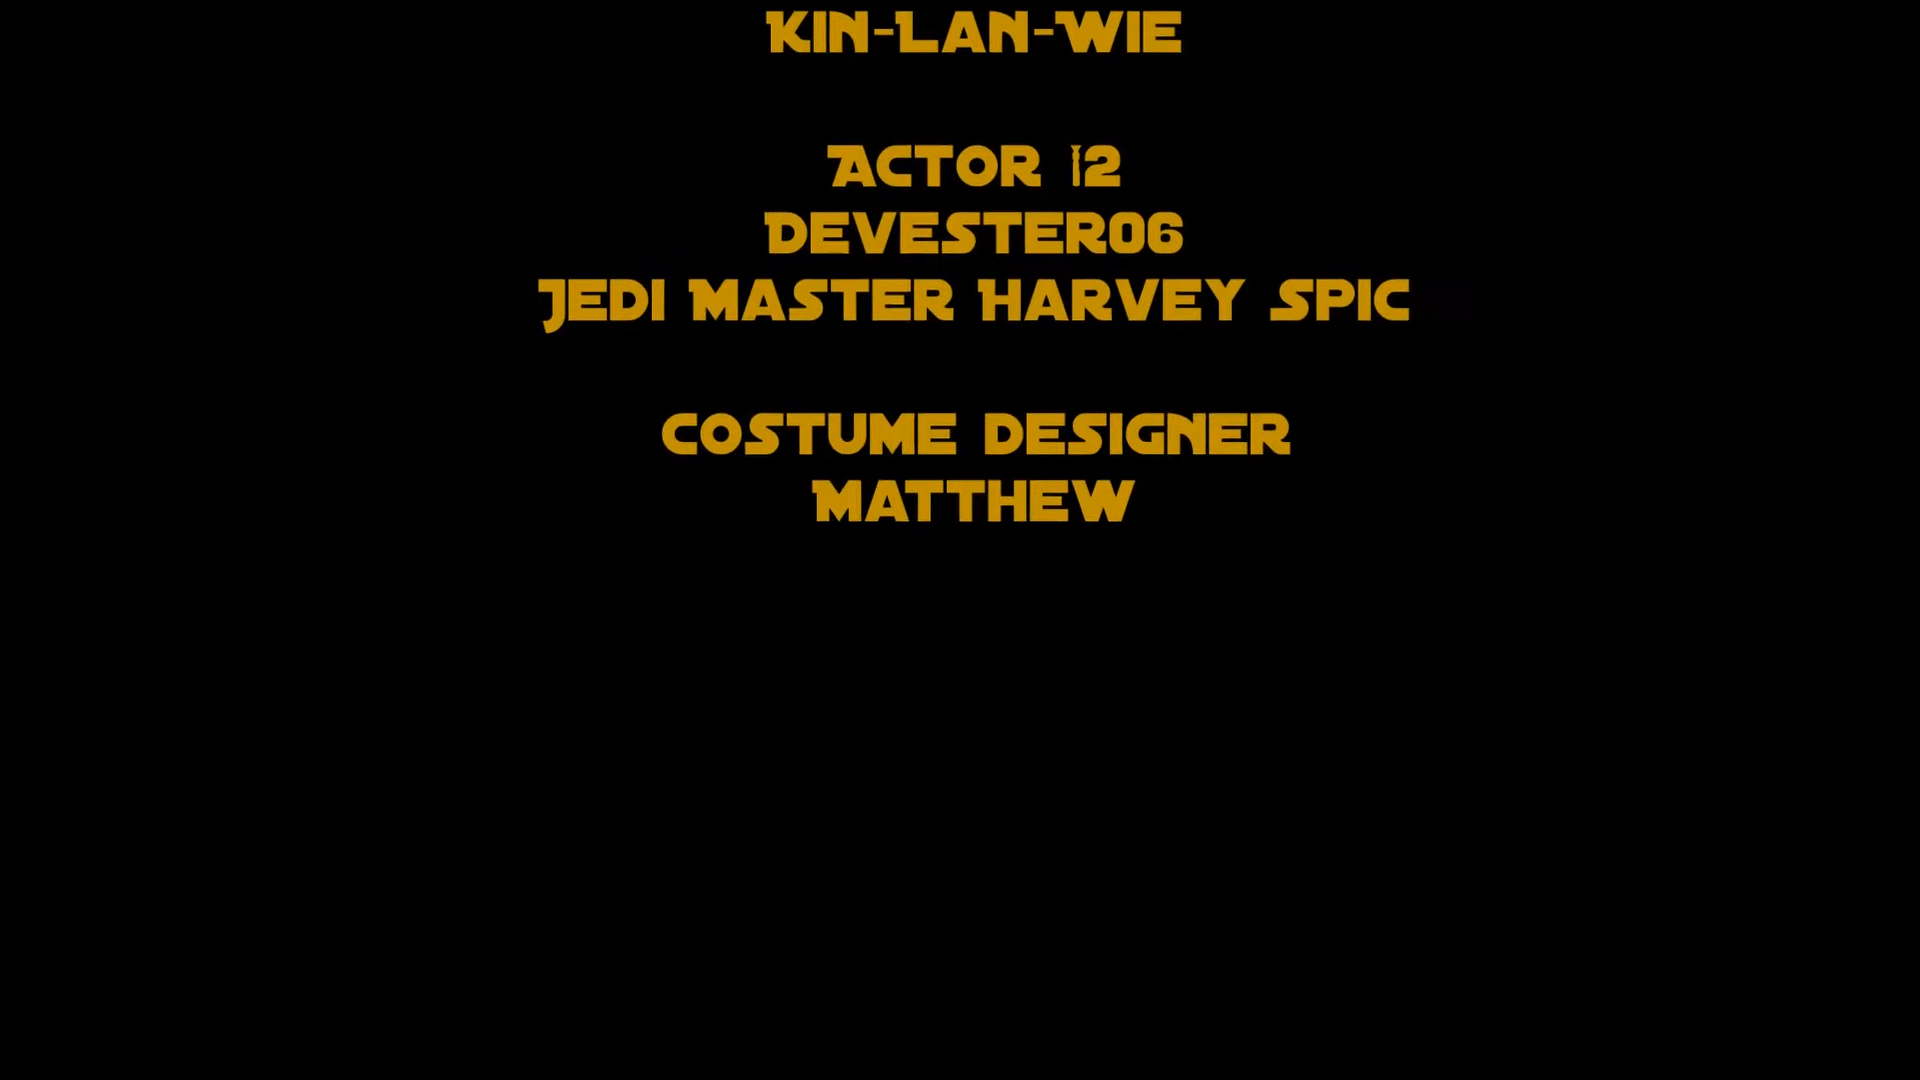 Kin-Lan-Wie
Actor 12
Devester06
Jedi Master Harvey Spic
Costume Designer
Matthew